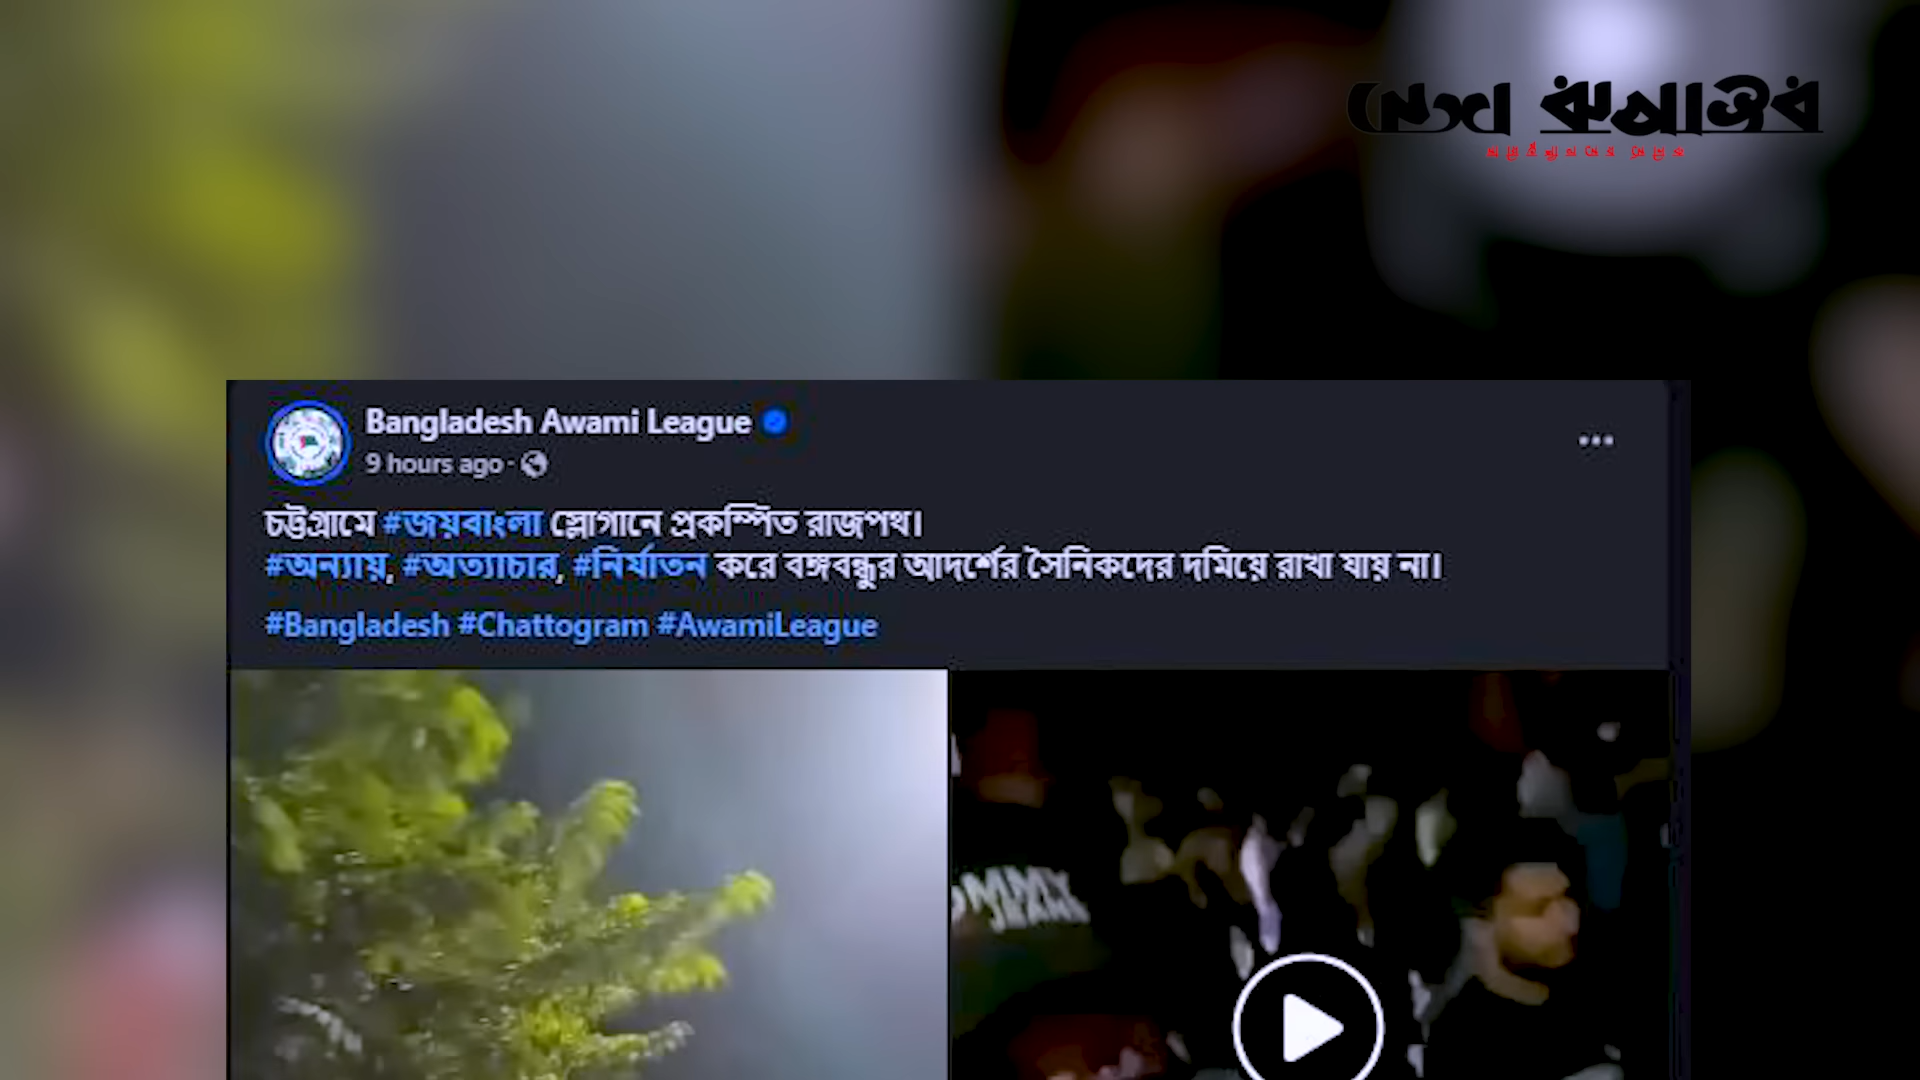 Bangladesh Awami League
9 hours ago
চট্টগ্রামে #জয়বাংলা স্লোগানে প্রকম্পিত রাজপথ।
#অন্যায়, #অত্যাচার, #নির্যাতন করে বঙ্গবন্ধুর আদর্শের সৈনিকদের দমিয়ে রাখা যায় না।
#Bangladesh #Chattogram #AwamiLeague